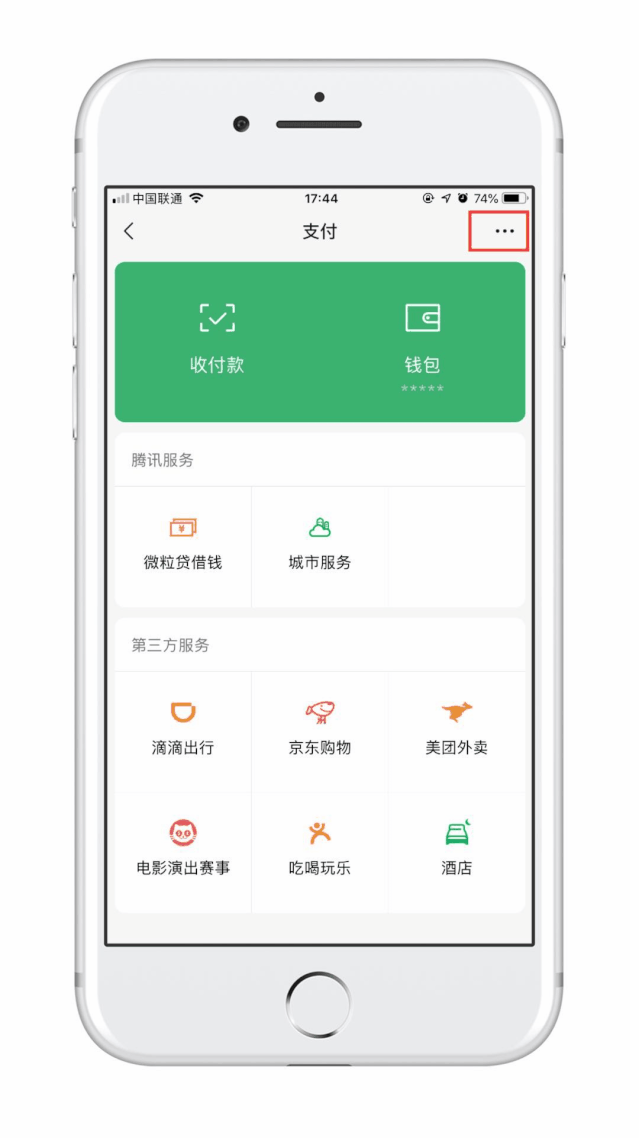 中国联通 17:44 74%
支付 •••
收付款 钱包
*****
腾讯服务
微粒贷借钱 城市服务
第三方服务
滴滴出行 京东购物 美团外卖
电影演出赛事 吃喝玩乐 酒店